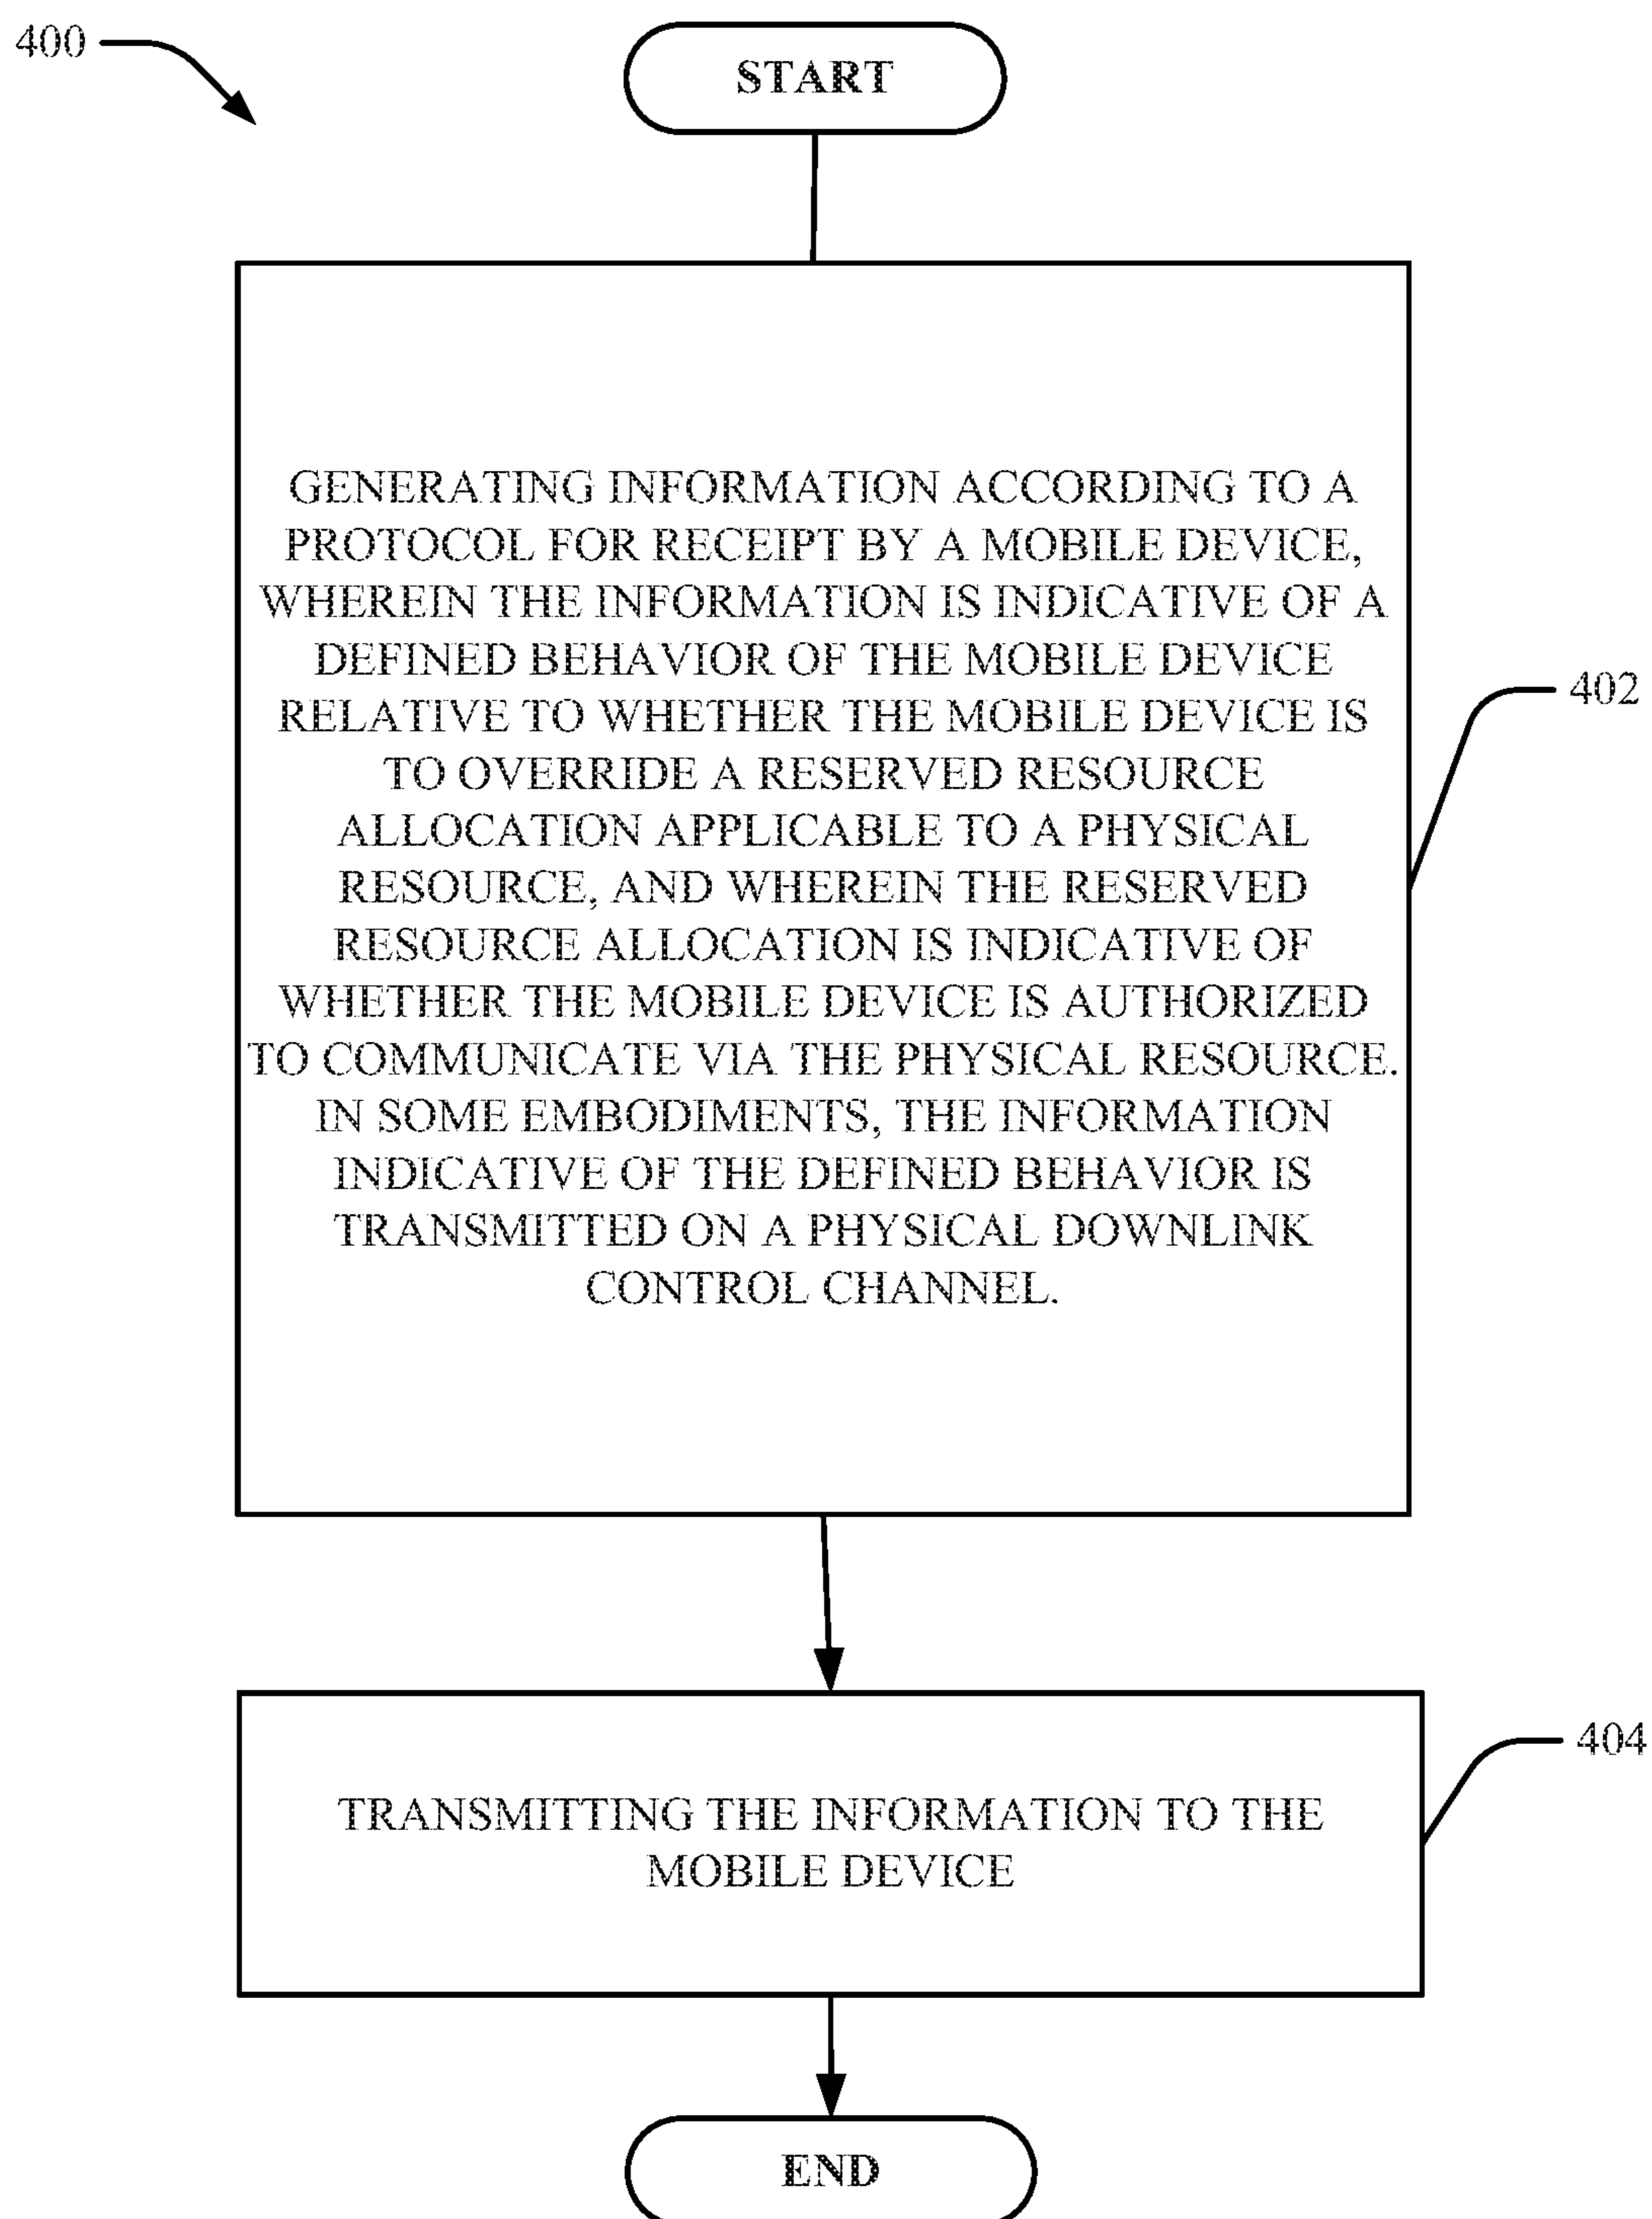 400
START
GENERATING INFORMATION ACCORDING TO A
PROTOCOL FOR RECEIPT BY A MOBILE DEVICE,
WHEREIN THE INFORMATION IS INDICATIVE OF A
DEFINED BEHAVIOR OF THE MOBILE DEVICE
RELATIVE TO WHETHER THE MOBILE DEVICE IS
TO OVERRIDE A RESERVED RESOURCE
ALLOCATION APPLICABLE TO A PHYSICAL
RESOURCE, AND WHEREIN THE RESERVED
RESOURCE ALLOCATION IS INDICATIVE OF
WHETHER THE MOBILE DEVICE IS AUTHORIZED
TO COMMUNICATE VIA THE PHYSICAL RESOURCE.
IN SOME EMBODIMENTS, THE INFORMATION
INDICATIVE OF THE DEFINED BEHAVIOR IS
TRANSMITTED ON A PHYSICAL DOWNLINK
CONTROL CHANNEL.
402
TRANSMITTING THE INFORMATION TO THE
MOBILE DEVICE
404
END